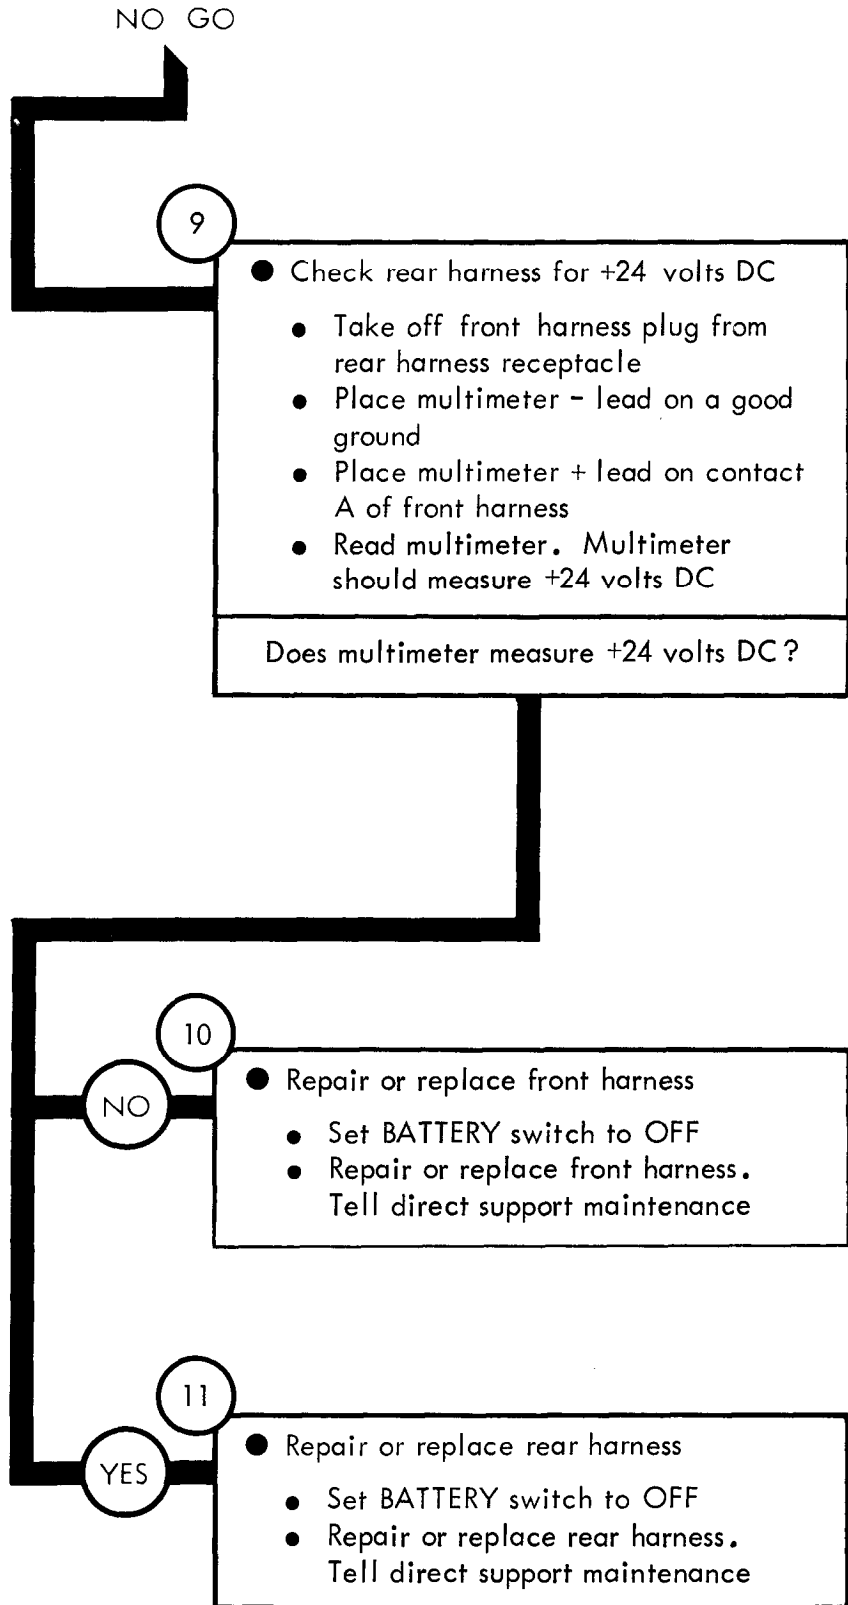 NO GO
9
● Check rear harness for +24 volts DC
● Take off front harness plug from
rear harness receptacle
● Place multimeter - lead on a good
ground
● Place multimeter + lead on contact
A of front harness
● Read multimeter. Multimeter
should measure +24 volts DC
Does multimeter measure +24 volts DC?
10
NO
● Repair or replace front harness
● Set BATTERY switch to OFF
● Repair or replace front harness.
Tell direct support maintenance
11
YES
● Repair or replace rear harness
● Set BATTERY switch to OFF
● Repair or replace rear harness.
Tell direct support maintenance